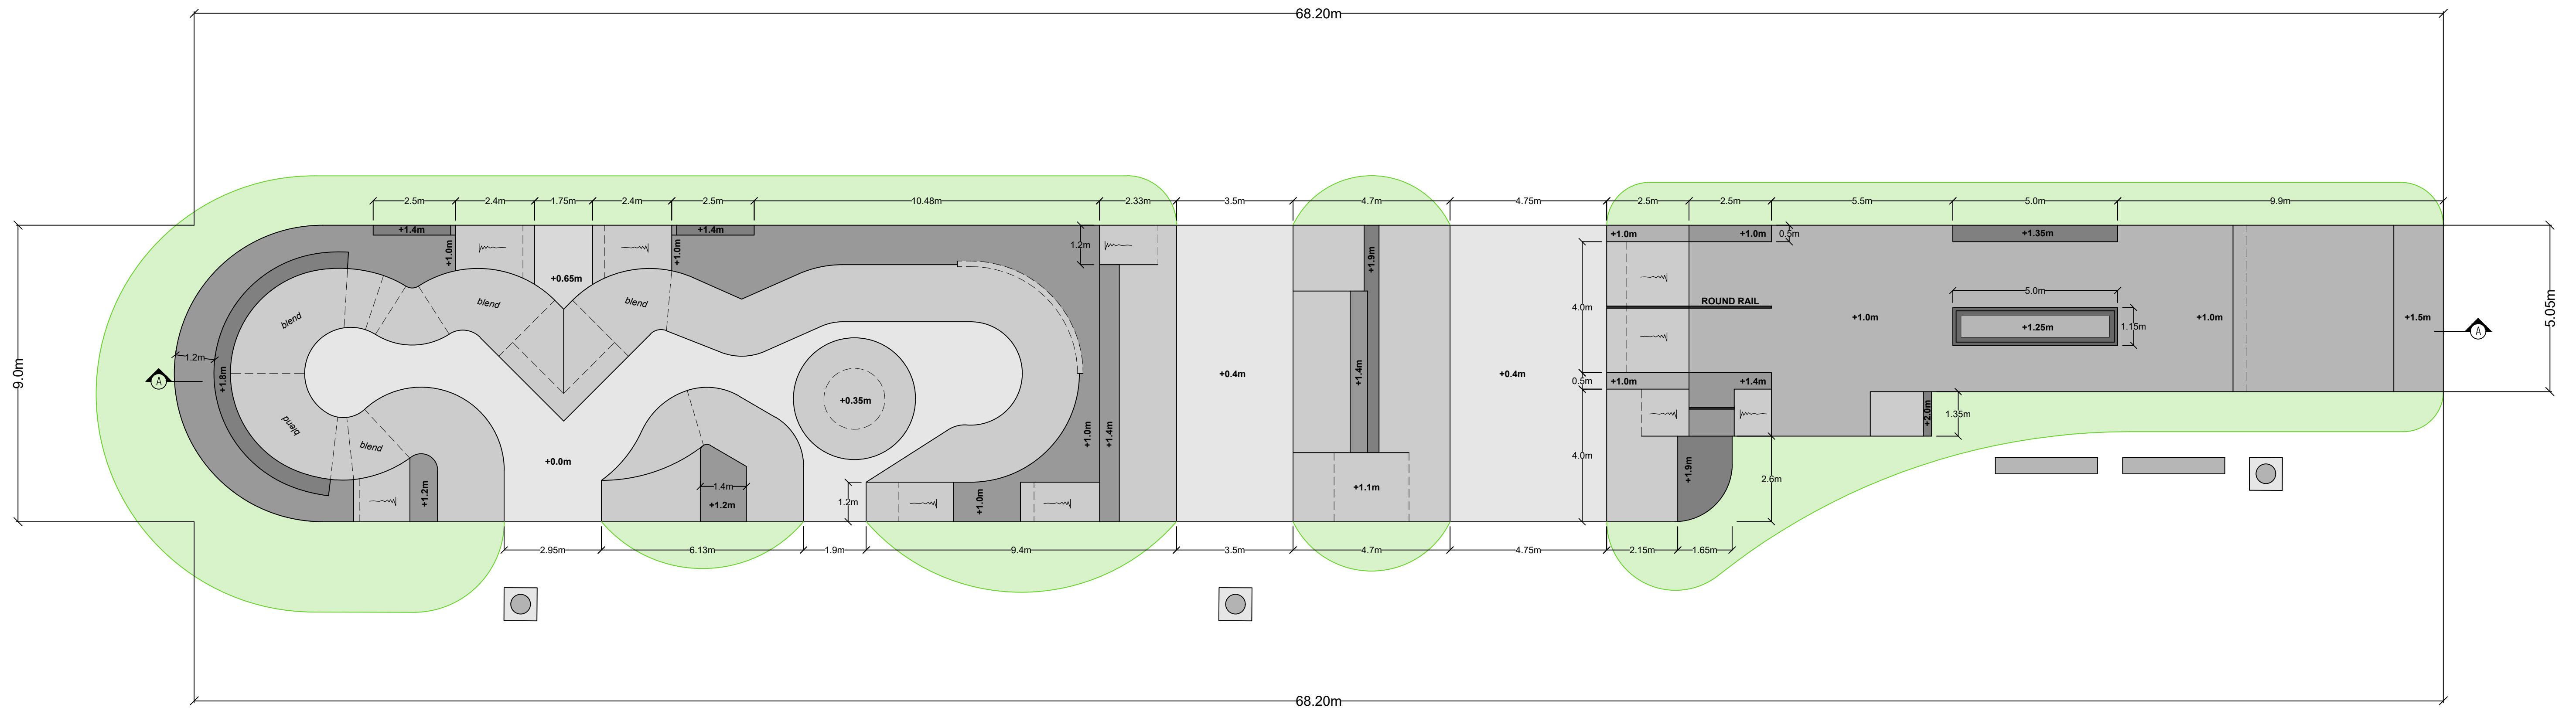 68.20m
2.5m
2.4m
1.75m
2.4m
2.5m
10.48m
2.33m
3.5m
4.7m
4.75m
2.5m
2.5m
5.5m
5.0m
9.9m
+1.4m
+1.4m
+1.0m
+1.0m
1.2m
+1.9m
+1.0m
+1.0m
0.5m
+1.35m
+0.65m
blend
blend
blend
ROUND RAIL
4.0m
5.0m
9.0m
1.2m
+1.8m
A
+0.4m
+1.4m
+0.4m
+1.0m
+1.25m
1.15m
+1.0m
+1.5m
A
5.05m
+0.35m
+1.0m
+1.4m
0.5m
+1.0m
+1.4m
+2.0m
1.35m
blend
blend
+0.0m
4.0m
+1.2m
1.4m
+1.2m
1.2m
+1.0m
+1.1m
+1.9m
2.6m
2.95m
6.13m
1.9m
9.4m
3.5m
4.7m
4.75m
2.15m
1.65m
68.20m